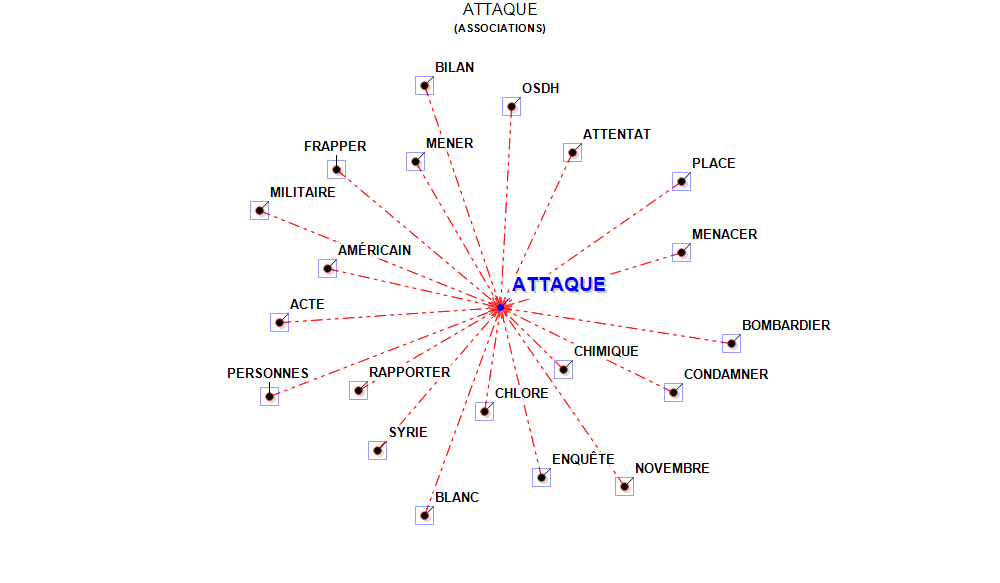 ATTAQUE
(ASSOCIATIONS)
BILAN
OSDH
ATTENTAT
FRAPPER
MENER
PLACE
MILITAIRE
MENACER
AMÉRICAIN
ATTAQUE
ACTE
BOMBARDIER
CHIMIQUE
PERSONNES
RAPPORTER
CONDAMNER
CHLORE
SYRIE
ENQUÊTE
NOVEMBRE
BLANC